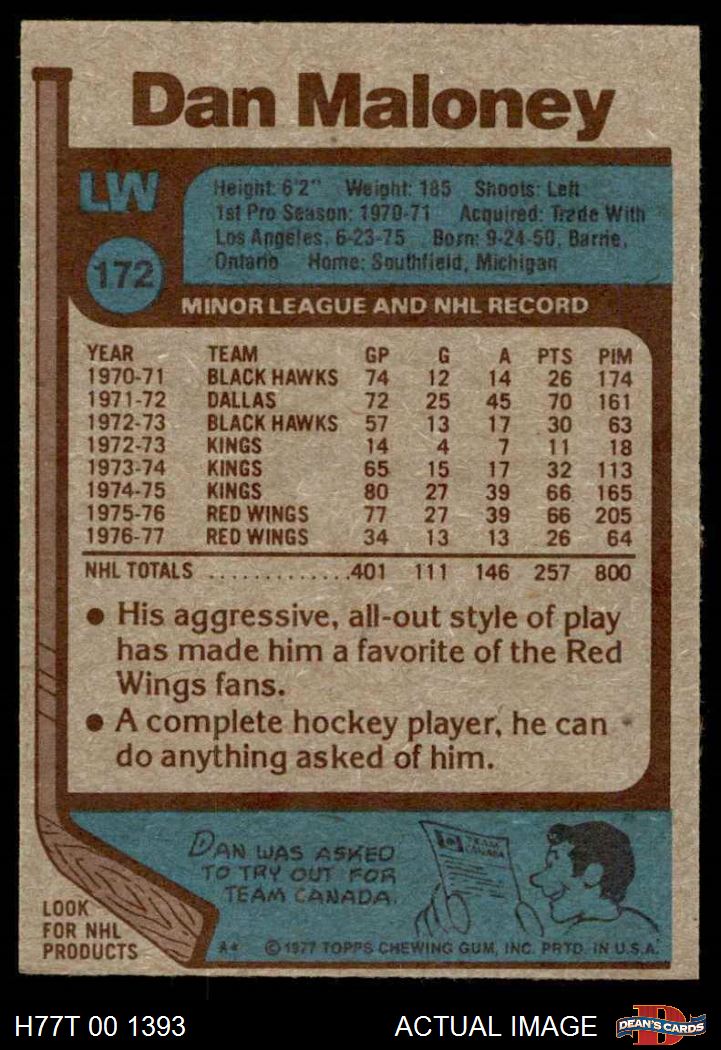 Dan Maloney
LW
172
Height: 6'2" Weight: 185 Shoots: Left
1st Pro Season: 1970-71 Acquired: Trade With
Los Angeles, 6-23-75 Born: 9-24-50, Barrie,
Ontario Home: Southfield, Michigan
MINOR LEAGUE AND NHL RECORD
YEAR TEAM GP G A PTS PIM
1970-71 BLACK HAWKS 74 12 14 26 174
1971-72 DALLAS 72 25 45 70 161
1972-73 BLACK HAWKS 57 13 17 30 63
1972-73 KINGS 14 4 7 11 18
1973-74 KINGS 65 15 17 32 113
1974-75 KINGS 80 27 39 66 165
1975-76 RED WINGS 77 27 39 66 205
1976-77 RED WINGS 34 13 13 26 64
NHL TOTALS .............401 111 146 257 800
● His aggressive, all-out style of play
has made him a favorite of the Red
Wings fans.
● A complete hockey player, he can
do anything asked of him.
DAN WAS ASKED
TO TRY OUT FOR
TEAM CANADA.
TEAM
CANADA
LOOK
FOR NHL
PRODUCTS
A* © 1977 TOPPS CHEWING GUM, INC. PRTD. IN U.S.A.
H77T 00 1393
ACTUAL IMAGE
DEAN'S CARDS